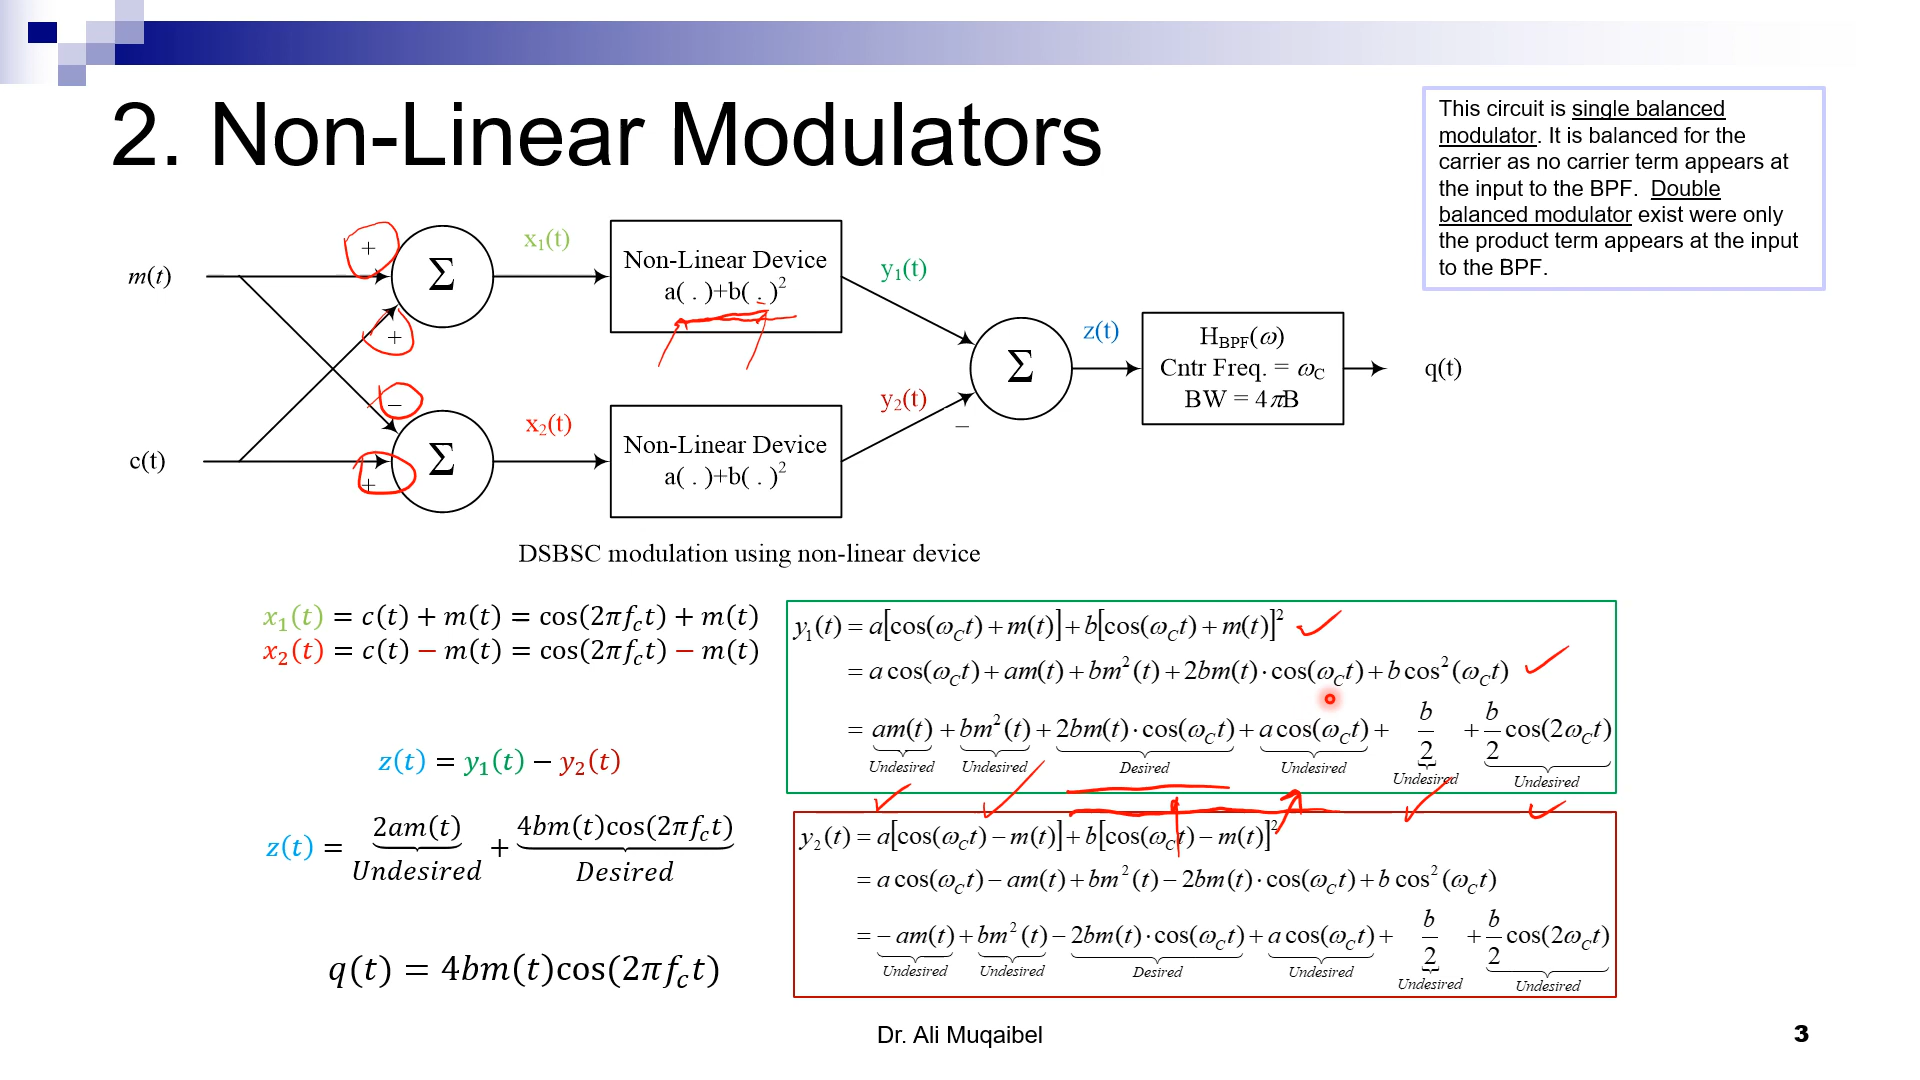 2. Non-Linear Modulators
This circuit is single balanced
modulator. It is balanced for the
carrier as no carrier term appears at
the input to the BPF. Double
balanced modulator exist were only
the product term appears at the input
to the BPF.
m(t)
c(t)
+
+
−
+
Σ
Σ
x₁(t)
x₂(t)
Non-Linear Device
a( . )+b( . )²
Non-Linear Device
a( . )+b( . )²
y₁(t)
y₂(t)
−
Σ
z(t)
H_BPF(ω)
Cntr Freq. = ω_C
BW = 4πB
q(t)
DSBSC modulation using non-linear device
x₁(t) = c(t) + m(t) = cos(2πf_c t) + m(t)
x₂(t) = c(t) − m(t) = cos(2πf_c t) − m(t)
z(t) = y₁(t) − y₂(t)
z(t) = 2am(t) + 4bm(t)cos(2πf_c t)
Undesired Desired
q(t) = 4bm(t)cos(2πf_c t)
y₁(t) = a[cos(ω_C t) + m(t)] + b[cos(ω_C t) + m(t)]²
= a cos(ω_C t) + am(t) + bm²(t) + 2bm(t)·cos(ω_C t) + b cos²(ω_C t)
= am(t) + bm²(t) + 2bm(t)·cos(ω_C t) + a cos(ω_C t) + b/2 + b/2 cos(2ω_C t)
Undesired Undesired Desired Undesired Undesired Undesired
y₂(t) = a[cos(ω_C t) − m(t)] + b[cos(ω_C t) − m(t)]²
= a cos(ω_C t) − am(t) + bm²(t) − 2bm(t)·cos(ω_C t) + b cos²(ω_C t)
= − am(t) + bm²(t) − 2bm(t)·cos(ω_C t) + a cos(ω_C t) + b/2 + b/2 cos(2ω_C t)
Undesired Undesired Desired Undesired Undesired Undesired
Dr. Ali Muqaibel
3